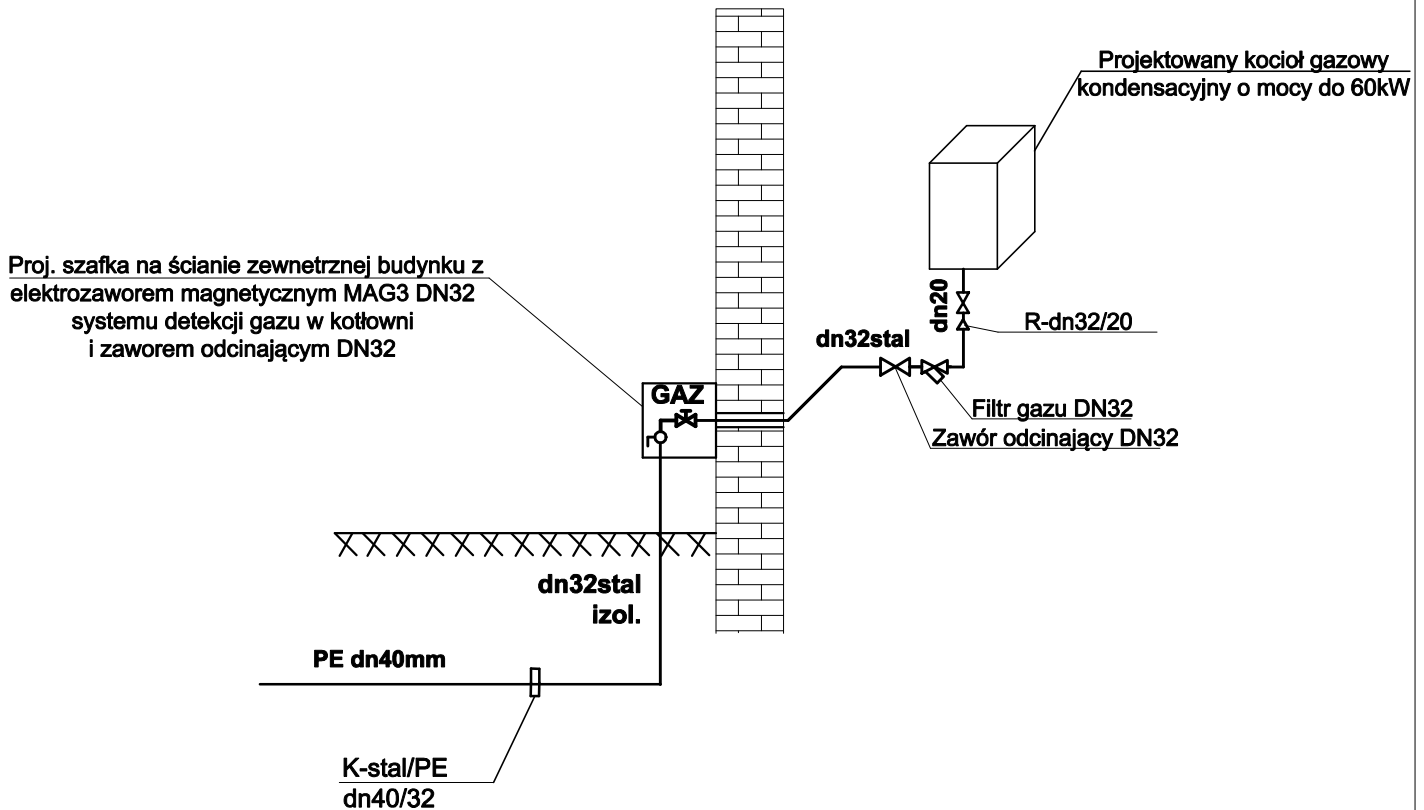 Projektowany kocioł gazowy
kondensacyjny o mocy do 60kW
Proj. szafka na ścianie zewnetrznej budynku z
elektrozaworem magnetycznym MAG3 DN32
systemu detekcji gazu w kotłowni
i zaworem odcinającym DN32
dn20
R-dn32/20
dn32stal
GAZ
Filtr gazu DN32
Zawór odcinający DN32
dn32stal
izol.
PE dn40mm
K-stal/PE
dn40/32